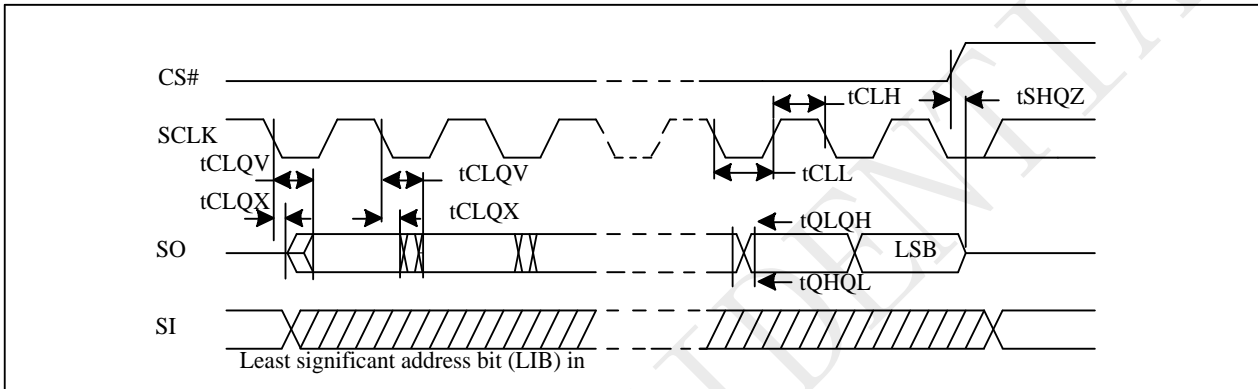 CS#
tCLH
tSHQZ
SCLK
tCLQV
tCLQV
tCLL
tCLQX
tCLQX
tQLQH
SO
LSB
tQHQL
SI
Least significant address bit (LIB) in